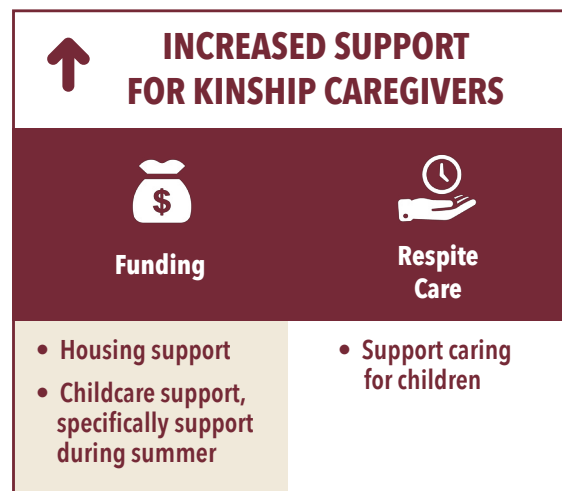 INCREASED SUPPORT
FOR KINSHIP CAREGIVERS
$
Funding
Respite
Care
• Housing support
• Childcare support,
specifically support
during summer
• Support caring
for children